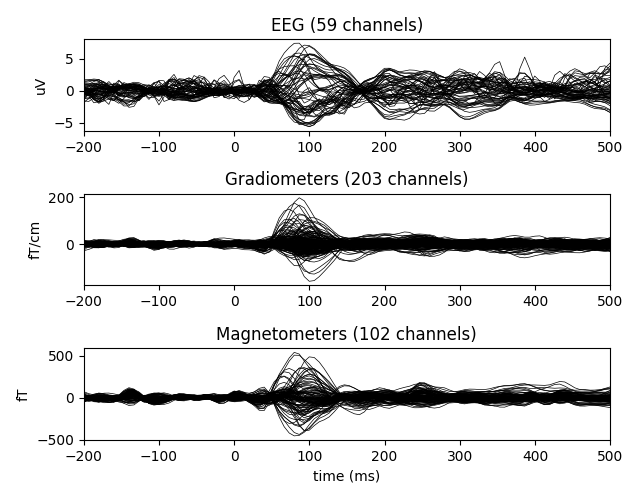 EEG (59 channels)
uV
5
0
−5
−200 −100 0 100 200 300 400 500
Gradiometers (203 channels)
fT/cm
200
0
−200 −100 0 100 200 300 400 500
Magnetometers (102 channels)
fT
500
0
−500
−200 −100 0 100 200 300 400 500
time (ms)